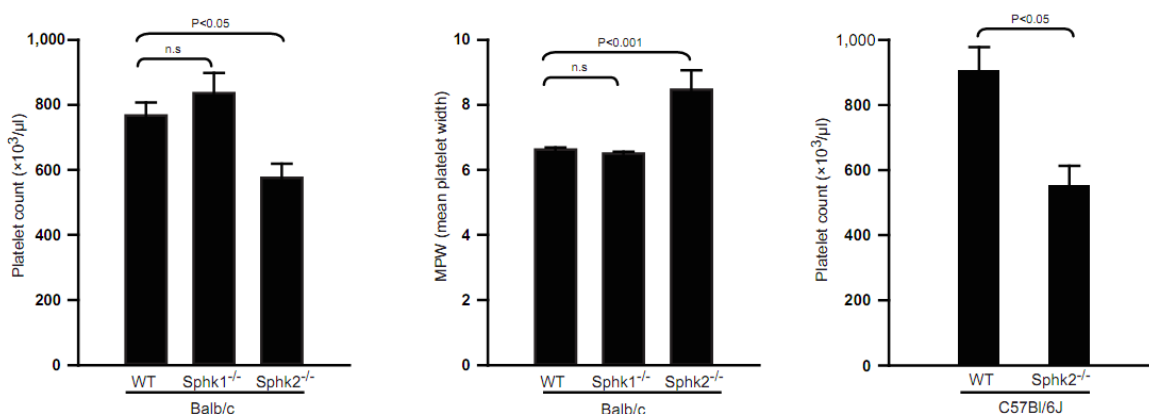 P<0.05
n.s
1,000
800
600
400
200
0
Platelet count (×10³/µl)
WT Sphk1⁻/⁻ Sphk2⁻/⁻
Balb/c
P<0.001
n.s
10
8
6
4
2
0
MPW (mean platelet width)
WT Sphk1⁻/⁻ Sphk2⁻/⁻
Balb/c
P<0.05
1,000
800
600
400
200
0
Platelet count (×10³/µl)
WT Sphk2⁻/⁻
C57Bl/6J